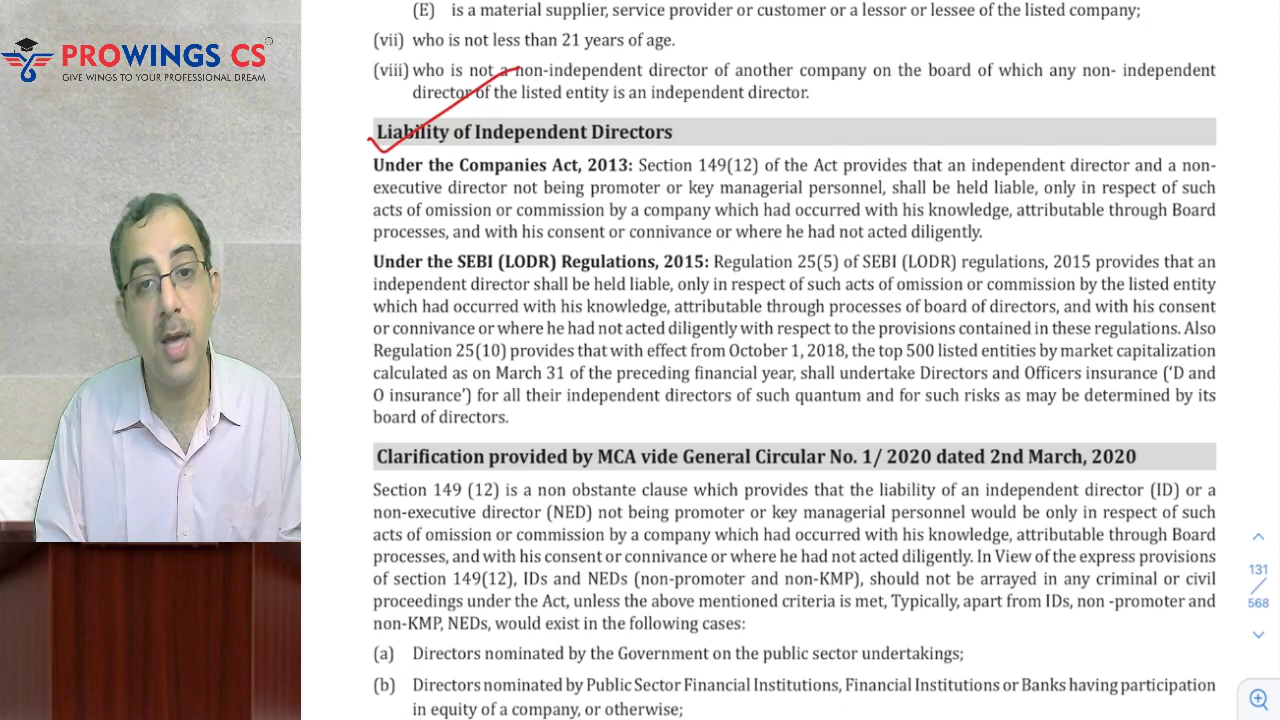 PROWINGS CS
GIVE WINGS TO YOUR PROFESSIONAL DREAM
(E) is a material supplier, service provider or customer or a lessor or lessee of the listed company;
(vii) who is not less than 21 years of age.
(viii) who is not a non-independent director of another company on the board of which any non- independent
director of the listed entity is an independent director.
Liability of Independent Directors
Under the Companies Act, 2013: Section 149(12) of the Act provides that an independent director and a non-
executive director not being promoter or key managerial personnel, shall be held liable, only in respect of such
acts of omission or commission by a company which had occurred with his knowledge, attributable through Board
processes, and with his consent or connivance or where he had not acted diligently.
Under the SEBI (LODR) Regulations, 2015: Regulation 25(5) of SEBI (LODR) regulations, 2015 provides that an
independent director shall be held liable, only in respect of such acts of omission or commission by the listed entity
which had occurred with his knowledge, attributable through processes of board of directors, and with his consent
or connivance or where he had not acted diligently with respect to the provisions contained in these regulations. Also
Regulation 25(10) provides that with effect from October 1, 2018, the top 500 listed entities by market capitalization
calculated as on March 31 of the preceding financial year, shall undertake Directors and Officers insurance (‘D and
O insurance’) for all their independent directors of such quantum and for such risks as may be determined by its
board of directors.
Clarification provided by MCA vide General Circular No. 1/ 2020 dated 2nd March, 2020
Section 149 (12) is a non obstante clause which provides that the liability of an independent director (ID) or a
non-executive director (NED) not being promoter or key managerial personnel would be only in respect of such
acts of omission or commission by a company which had occurred with his knowledge, attributable through Board
processes, and with his consent or connivance or where he had not acted diligently. In View of the express provisions
of section 149(12), IDs and NEDs (non-promoter and non-KMP), should not be arrayed in any criminal or civil
proceedings under the Act, unless the above mentioned criteria is met, Typically, apart from IDs, non -promoter and
non-KMP, NEDs, would exist in the following cases:
(a) Directors nominated by the Government on the public sector undertakings;
(b) Directors nominated by Public Sector Financial Institutions, Financial Institutions or Banks having participation
in equity of a company, or otherwise;
131
568